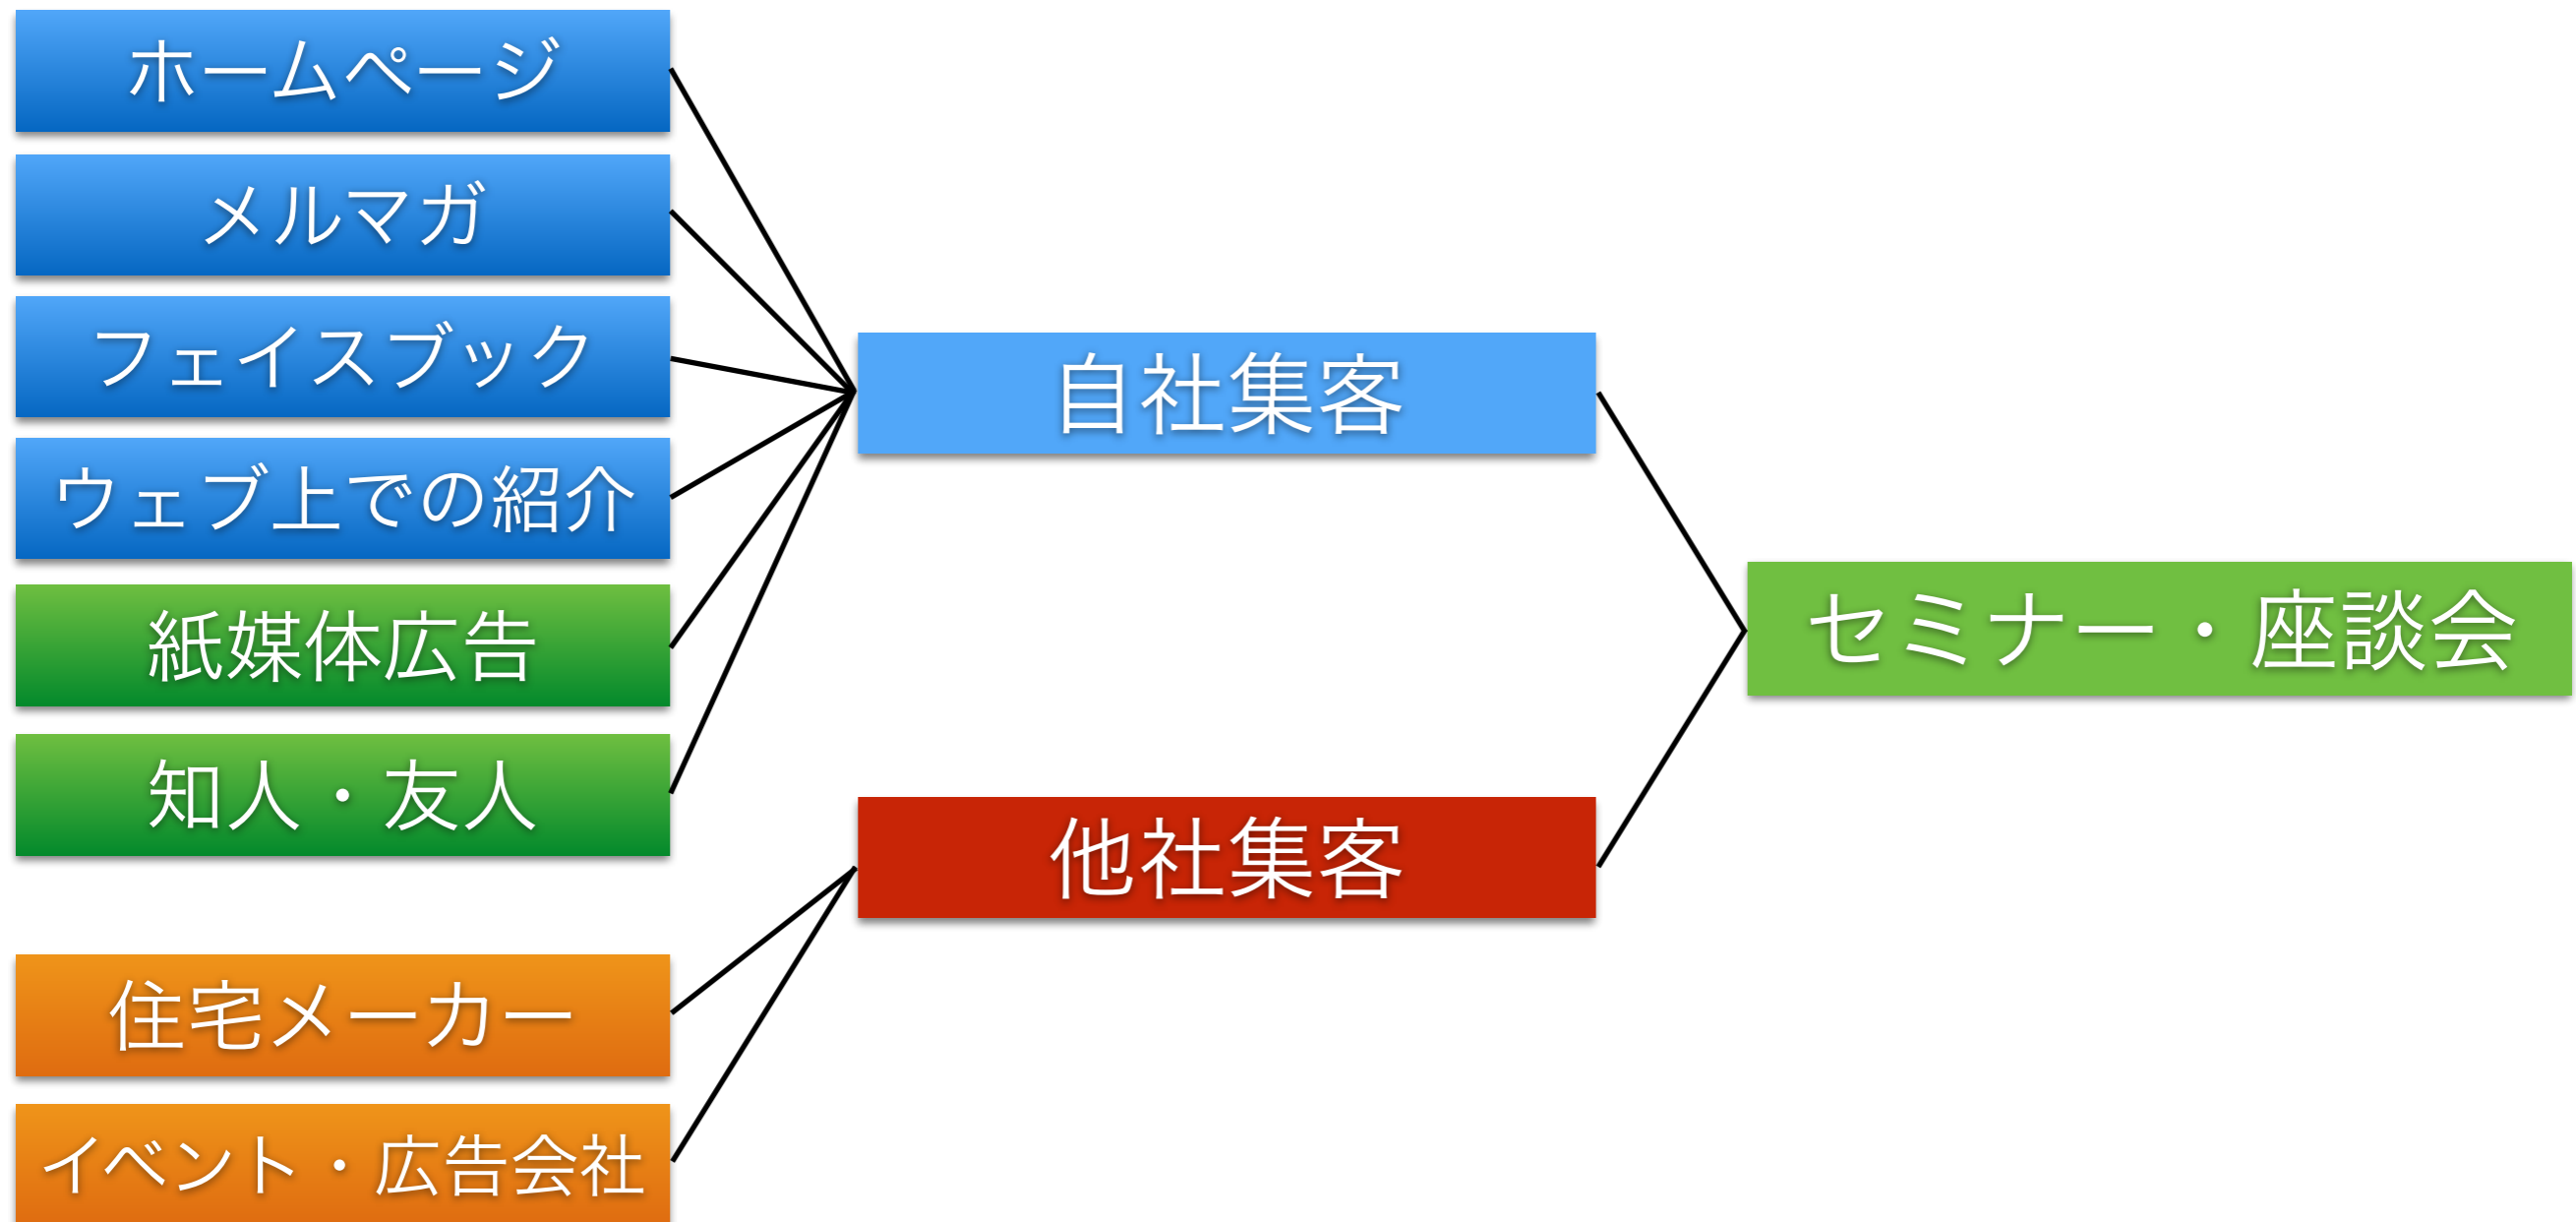 ホームページ
メルマガ
フェイスブック
ウェブ上での紹介
紙媒体広告
知人・友人
住宅メーカー
イベント・広告会社
自社集客
他社集客
セミナー・座談会